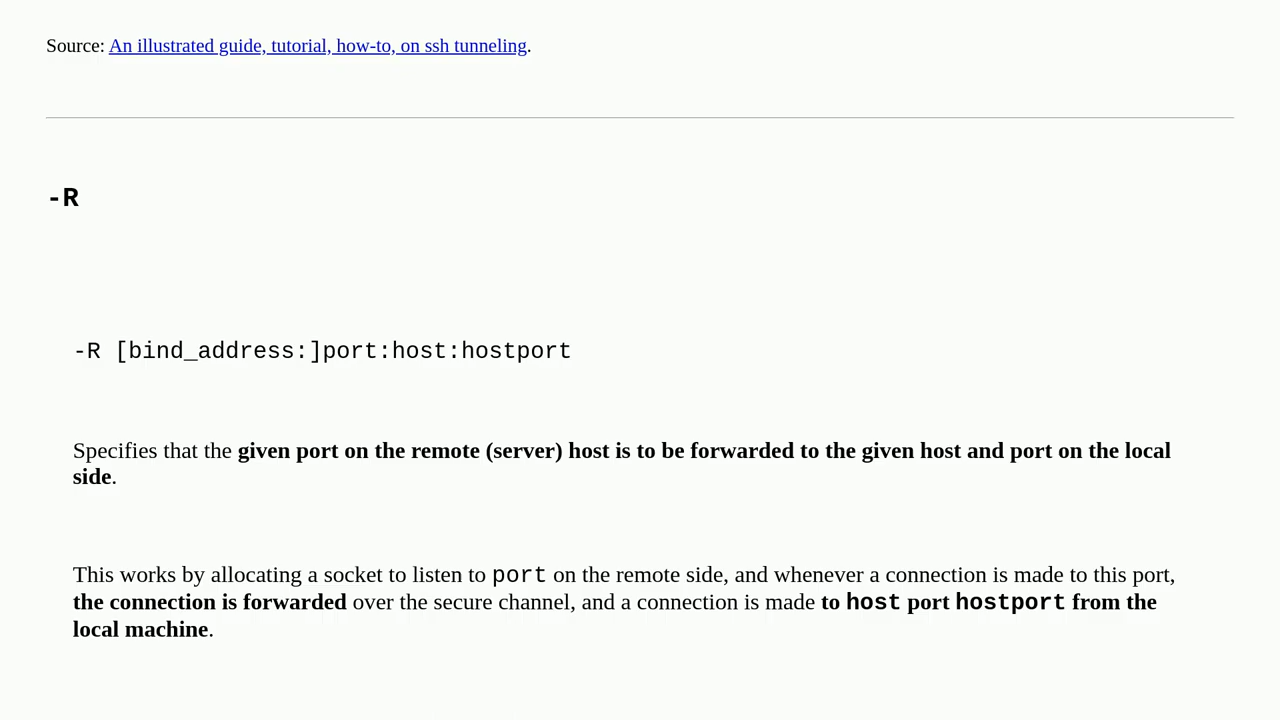 Source: An illustrated guide, tutorial, how-to, on ssh tunneling.
-R
-R [bind_address:]port:host:hostport
Specifies that the given port on the remote (server) host is to be forwarded to the given host and port on the local
side.
This works by allocating a socket to listen to port on the remote side, and whenever a connection is made to this port,
the connection is forwarded over the secure channel, and a connection is made to host port hostport from the
local machine.